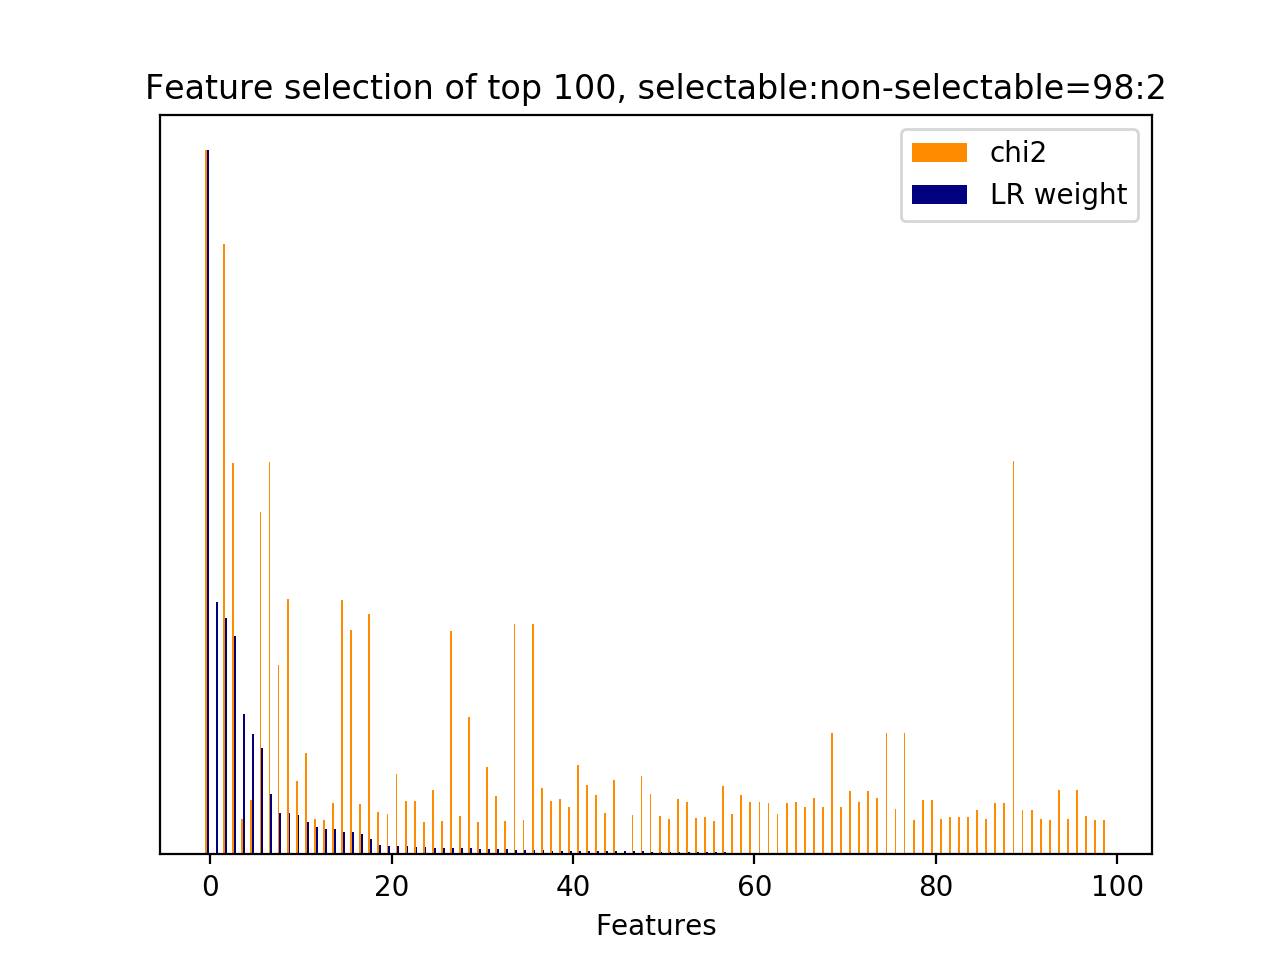 Feature selection of top 100, selectable:non-selectable=98:2
chi2
LR weight
0 20 40 60 80 100
Features